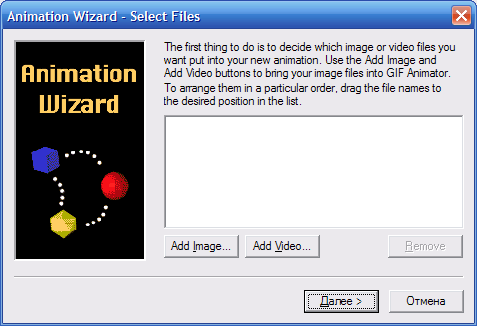 Animation Wizard - Select Files
Animation
Wizard
The first thing to do is to decide which image or video files you
want put into your new animation. Use the Add Image and
Add Video buttons to bring your image files into GIF Animator.
To arrange them in a particular order, drag the file names to
the desired position in the list.
Add Image... Add Video... Remove
Далее > Отмена